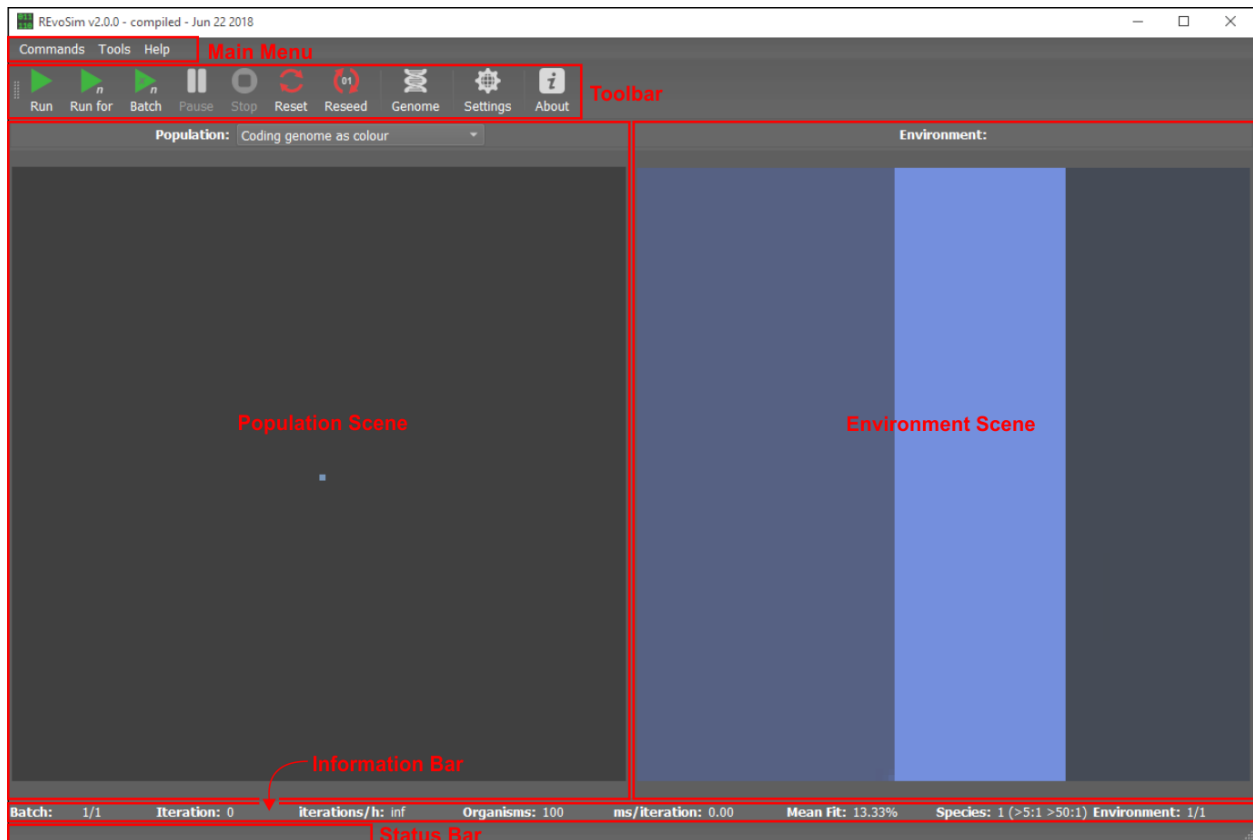 REvoSim v2.0.0 - compiled - Jun 22 2018
Commands Tools Help Main Menu
n n 01 i
Run Run for Batch Pause Stop Reset Reseed Genome Settings About
Toolbar
Population: Coding genome as colour
Environment:
Population Scene
Environment Scene
Information Bar
Batch: 1/1 Iteration: 0 iterations/h: inf Organisms: 100 ms/iteration: 0.00 Mean Fit: 13.33% Species: 1 (>5:1 >50:1) Environment: 1/1
Status Bar